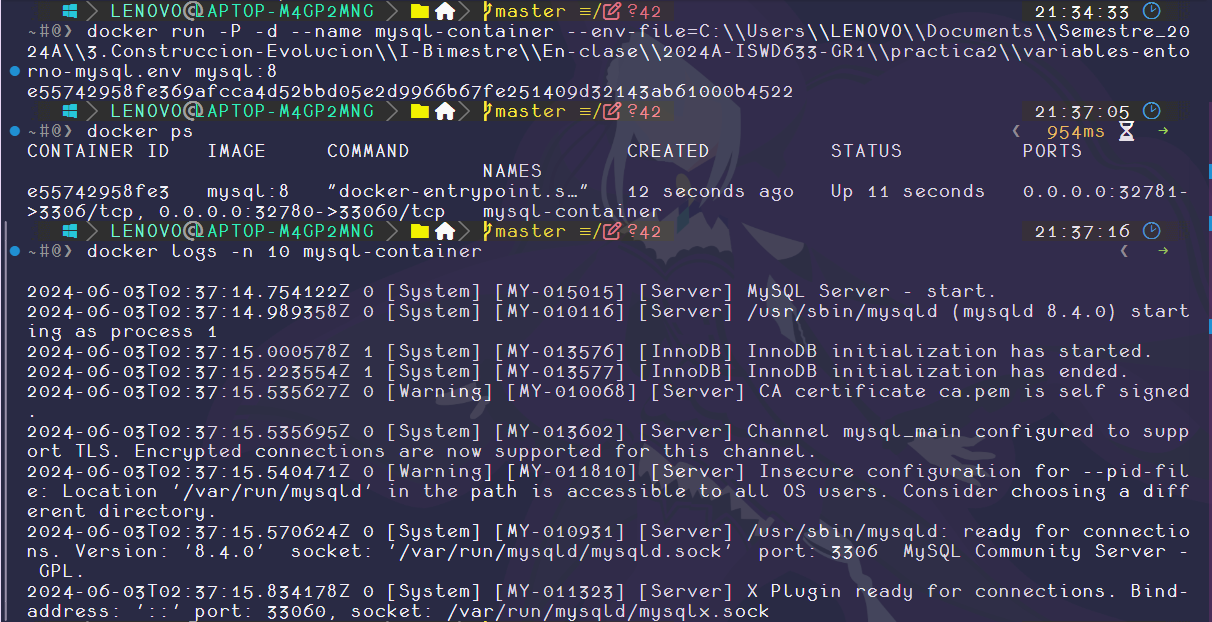 LENOVO@LAPTOP-M4GP2MNG master ≡/ ?42 21:34:33
~#@❯ docker run -P -d --name mysql-container --env-file=C:\\Users\\LENOVO\\Documents\\Semestre_20
24A\\3.Construccion-Evolucion\\I-Bimestre\\En-clase\\2024A-ISWD633-GR1\\practica2\\variables-ento
rno-mysql.env mysql:8
e55742958fe369afcca4d52bbd05e2d9966b67fe251409d32143ab61000b4522
LENOVO@LAPTOP-M4GP2MNG master ≡/ ?42 21:37:05
~#@❯ docker ps ❮ 954ms →
CONTAINER ID IMAGE COMMAND CREATED STATUS PORTS
NAMES
e55742958fe3 mysql:8 "docker-entrypoint.s…" 12 seconds ago Up 11 seconds 0.0.0.0:32781-
>3306/tcp, 0.0.0.0:32780->33060/tcp mysql-container
LENOVO@LAPTOP-M4GP2MNG master ≡/ ?42 21:37:16
~#@❯ docker logs -n 10 mysql-container ❮ →
2024-06-03T02:37:14.754122Z 0 [System] [MY-015015] [Server] MySQL Server - start.
2024-06-03T02:37:14.989358Z 0 [System] [MY-010116] [Server] /usr/sbin/mysqld (mysqld 8.4.0) start
ing as process 1
2024-06-03T02:37:15.000578Z 1 [System] [MY-013576] [InnoDB] InnoDB initialization has started.
2024-06-03T02:37:15.223554Z 1 [System] [MY-013577] [InnoDB] InnoDB initialization has ended.
2024-06-03T02:37:15.535627Z 0 [Warning] [MY-010068] [Server] CA certificate ca.pem is self signed
.
2024-06-03T02:37:15.535695Z 0 [System] [MY-013602] [Server] Channel mysql_main configured to supp
ort TLS. Encrypted connections are now supported for this channel.
2024-06-03T02:37:15.540471Z 0 [Warning] [MY-011810] [Server] Insecure configuration for --pid-fil
e: Location '/var/run/mysqld' in the path is accessible to all OS users. Consider choosing a diff
erent directory.
2024-06-03T02:37:15.570624Z 0 [System] [MY-010931] [Server] /usr/sbin/mysqld: ready for connectio
ns. Version: '8.4.0' socket: '/var/run/mysqld/mysqld.sock' port: 3306 MySQL Community Server -
GPL.
2024-06-03T02:37:15.834178Z 0 [System] [MY-011323] [Server] X Plugin ready for connections. Bind-
address: '::' port: 33060, socket: /var/run/mysqld/mysqlx.sock